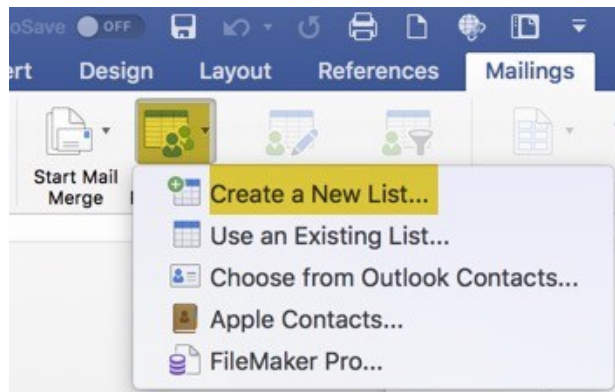 oSave OFF
ert Design Layout References Mailings
Start Mail
Merge
Create a New List...
Use an Existing List...
Choose from Outlook Contacts...
Apple Contacts...
FileMaker Pro...